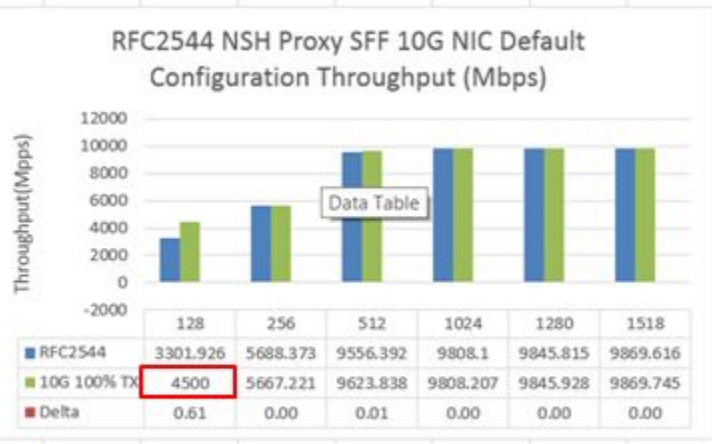 RFC2544 NSH Proxy SFF 10G NIC Default
Configuration Throughput (Mbps)
Throughput(Mpps)
12000
10000
8000
6000
4000
2000
0
-2000
Data Table
128 256 512 1024 1280 1518
RFC2544 3301.926 5688.373 9556.392 9808.1 9845.815 9869.616
10G 100% TX 4500 5667.221 9623.838 9808.207 9845.928 9869.745
Delta 0.61 0.00 0.01 0.00 0.00 0.00